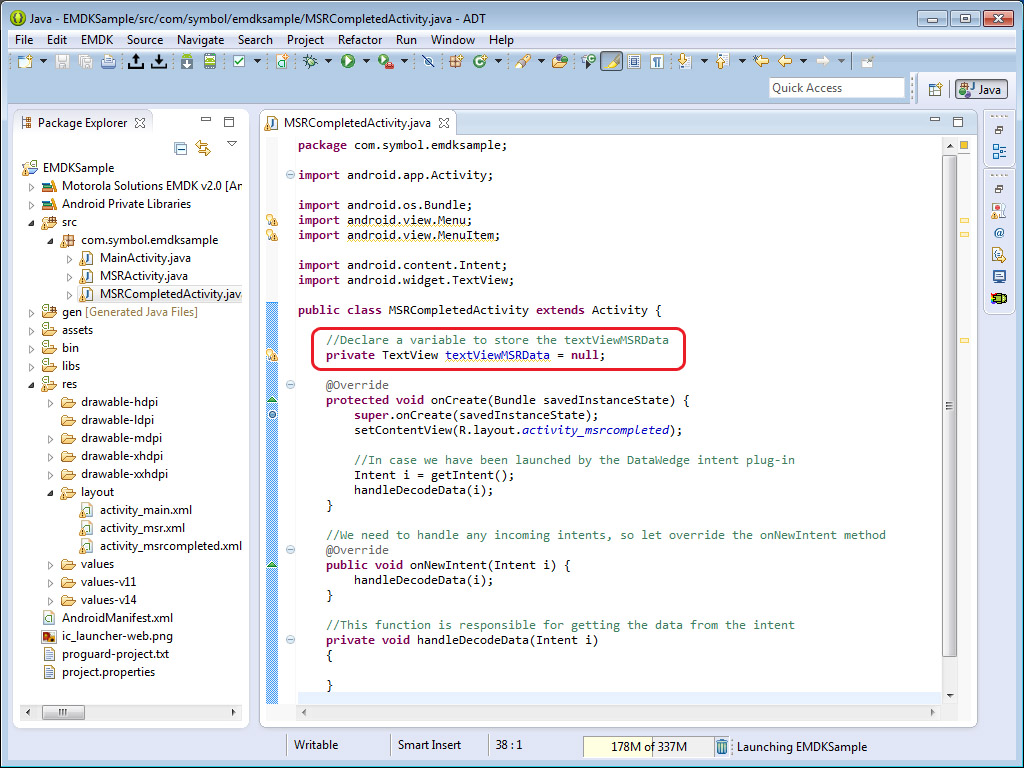 Java - EMDKSample/src/com/symbol/emdksample/MSRCompletedActivity.java - ADT
File Edit EMDK Source Navigate Search Project Refactor Run Window Help
Quick Access
Java
Package Explorer
EMDKSample
Motorola Solutions EMDK v2.0 [Ar
Android Private Libraries
src
com.symbol.emdksample
MainActivity.java
MSRActivity.java
MSRCompletedActivity.java
gen [Generated Java Files]
assets
bin
libs
res
drawable-hdpi
drawable-ldpi
drawable-mdpi
drawable-xhdpi
drawable-xxhdpi
layout
activity_main.xml
activity_msr.xml
activity_msrcompleted.xml
values
values-v11
values-v14
AndroidManifest.xml
ic_launcher-web.png
proguard-project.txt
project.properties
MSRCompletedActivity.java
package com.symbol.emdksample;
import android.app.Activity;
import android.os.Bundle;
import android.view.Menu;
import android.view.MenuItem;
import android.content.Intent;
import android.widget.TextView;
public class MSRCompletedActivity extends Activity {
//Declare a variable to store the textViewMSRData
private TextView textViewMSRData = null;
@Override
protected void onCreate(Bundle savedInstanceState) {
super.onCreate(savedInstanceState);
setContentView(R.layout.activity_msrcompleted);
//In case we have been launched by the DataWedge intent plug-in
Intent i = getIntent();
handleDecodeData(i);
}
//We need to handle any incoming intents, so let override the onNewIntent method
@Override
public void onNewIntent(Intent i) {
handleDecodeData(i);
}
//This function is responsible for getting the data from the intent
private void handleDecodeData(Intent i)
{
}
Writable Smart Insert 38 : 1 178M of 337M Launching EMDKSample